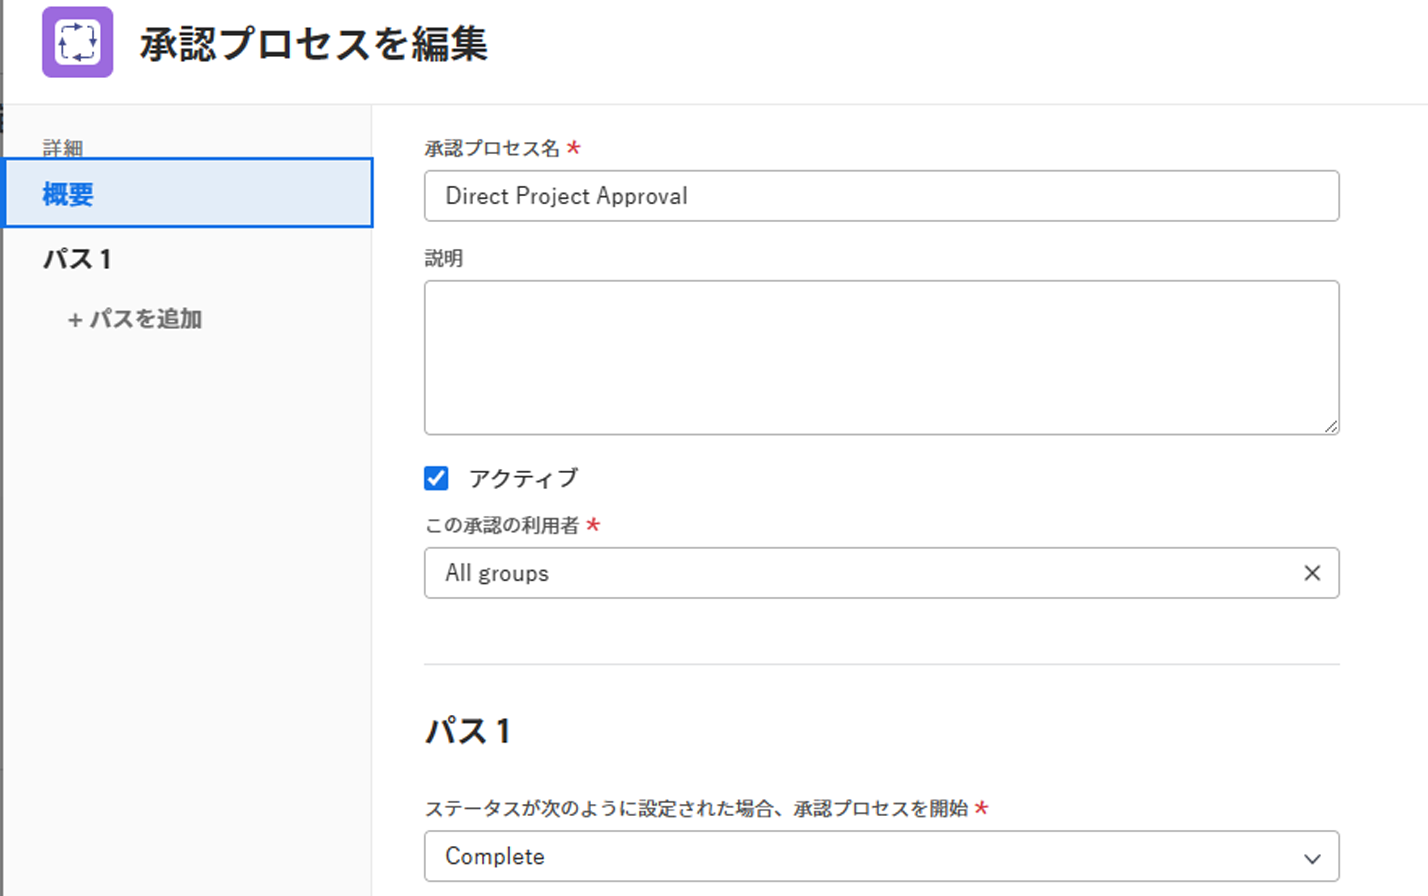 承認プロセスを編集
詳細
概要
パス 1
+ パスを追加
承認プロセス名 *
Direct Project Approval
説明
アクティブ
この承認の利用者 *
All groups
パス 1
ステータスが次のように設定された場合、承認プロセスを開始 *
Complete